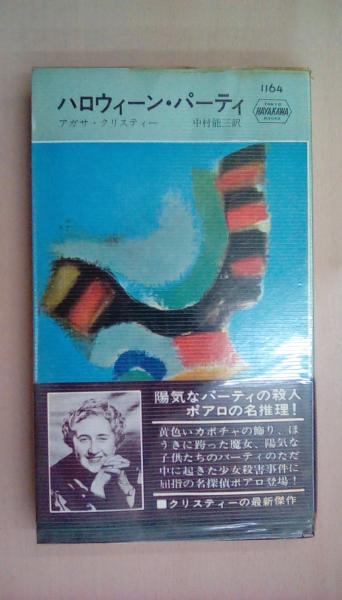 1164
ハロウィーン・パーティ
アガサ・クリスティー 中村能三訳
TOKYO
HAYAKAWA
BOOKS
陽気なパーティの殺人
ポアロの名推理!
黄色いカボチャの飾り、ほ
うきに跨った魔女、陽気な
子供たちのパーティのただ
中に起きた少女殺害事件に
屈指の名探偵ポアロ登場!
■クリスティーの最新傑作